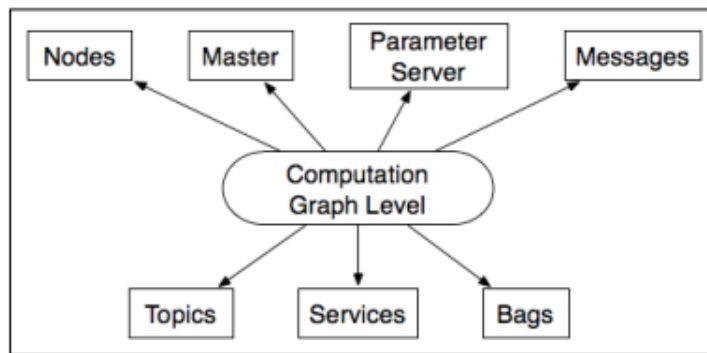 Nodes
Master
Parameter
Server
Messages
Computation
Graph Level
Topics
Services
Bags